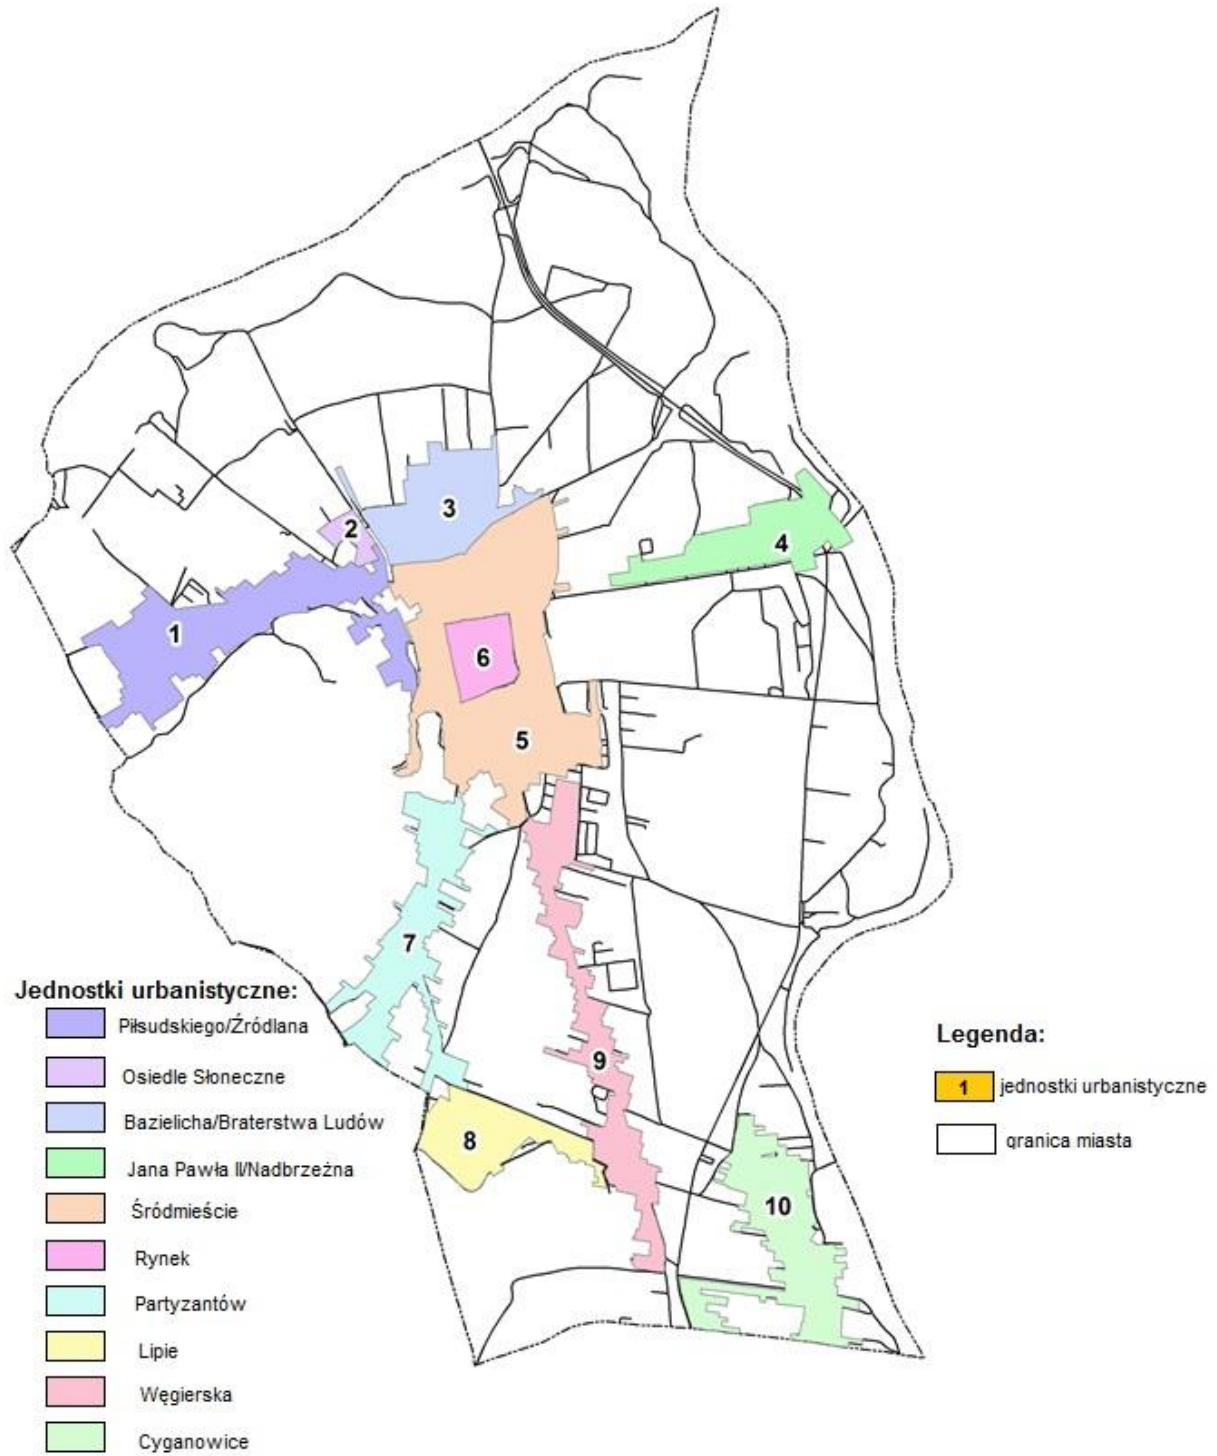 3
2
4
1
6
5
7
9
8
10
Jednostki urbanistyczne:
Piłsudskiego/Źródlana
Osiedle Słoneczne
Bazielicha/Braterstwa Ludów
Jana Pawła II/Nadbrzeżna
Śródmieście
Rynek
Partyzantów
Lipie
Węgierska
Cyganowice
Legenda:
1 jednostki urbanistyczne
granica miasta